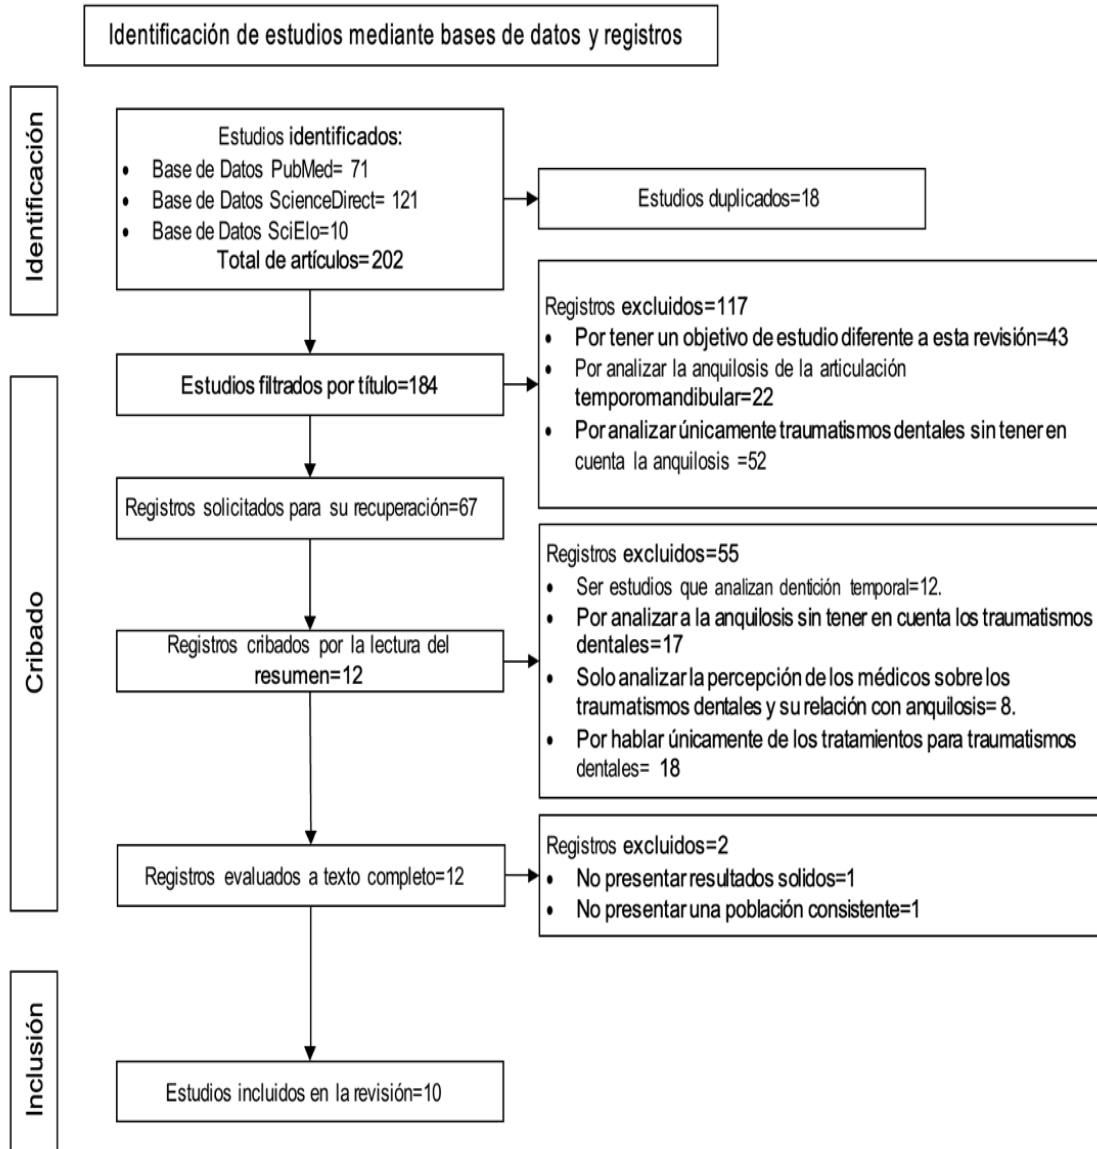 Identificación de estudios mediante bases de datos y registros
Identificación
Estudios identificados:
• Base de Datos PubMed= 71
• Base de Datos ScienceDirect= 121
• Base de Datos SciElo=10
Total de artículos=202
Estudios duplicados=18
Registros excluidos=117
• Por tener un objetivo de estudio diferente a esta revisión=43
• Por analizar la anquilosis de la articulación
temporomandibular=22
• Por analizar únicamente traumatismos dentales sin tener en
cuenta la anquilosis =52
Cribado
Estudios filtrados por título=184
Registros solicitados para su recuperación=67
Registros excluidos=55
• Ser estudios que analizan dentición temporal=12.
• Por analizar a la anquilosis sin tener en cuenta los traumatismos
dentales=17
• Solo analizar la percepción de los médicos sobre los
traumatismos dentales y su relación con anquilosis= 8.
• Por hablar únicamente de los tratamientos para traumatismos
dentales= 18
Registros cribados por la lectura del
resumen=12
Registros evaluados a texto completo=12
Registros excluidos=2
• No presentar resultados solidos=1
• No presentar una población consistente=1
Inclusión
Estudios incluidos en la revisión=10